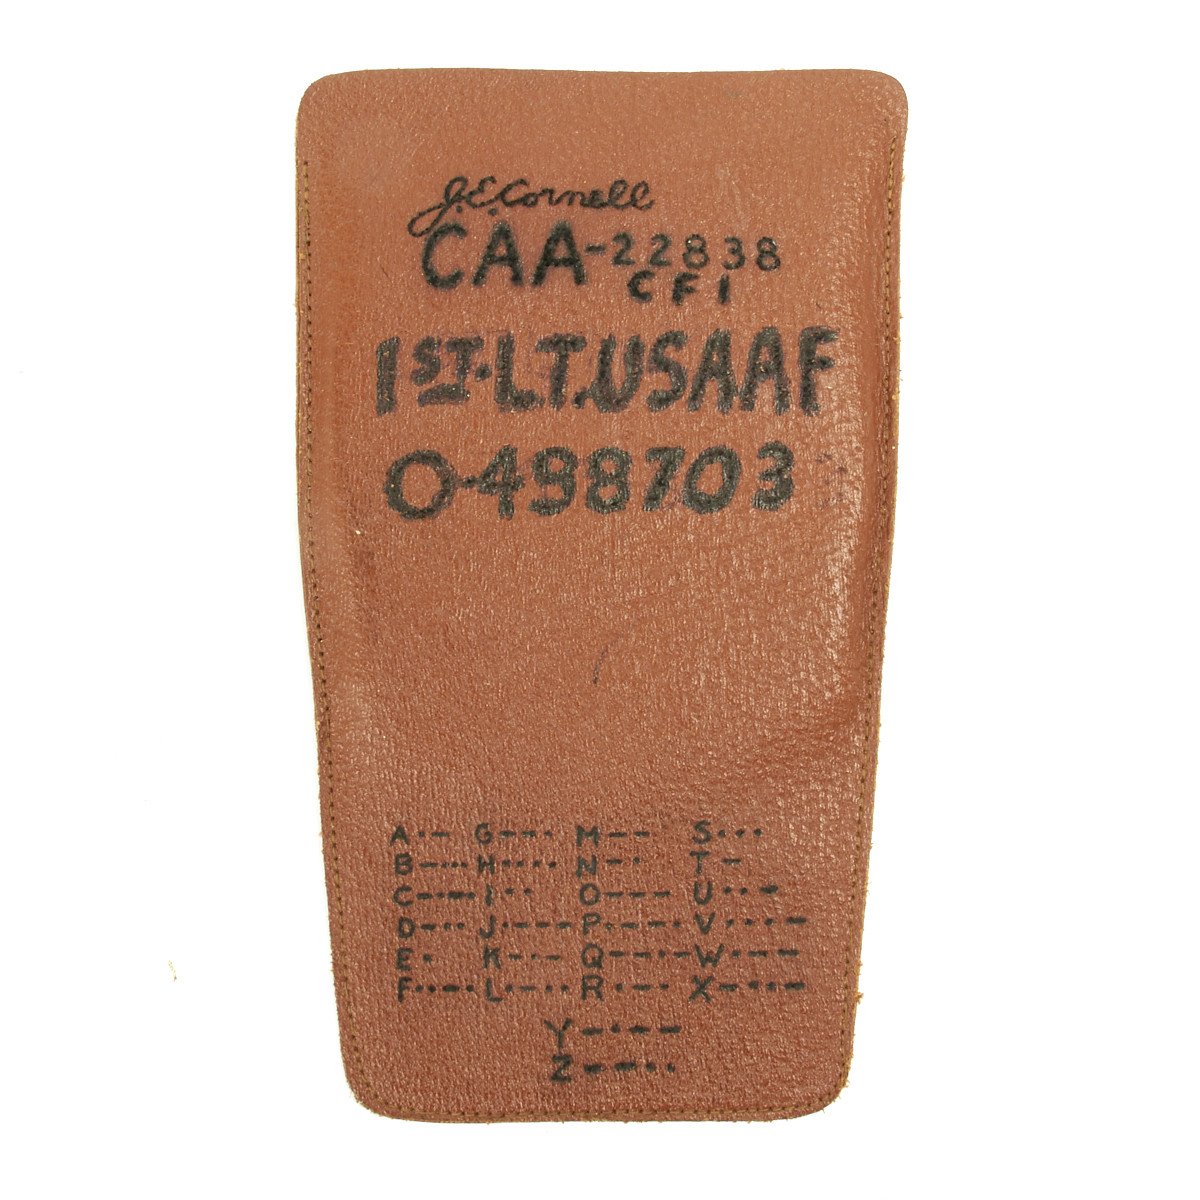 J.E. Cornell
CAA-22838
CFI
1ST. LT. USAAF
O-498703
A·— G——· M—— S···
B—··· H···· N—· T—
C—·—· I·· O——— U··—
D—·· J·——— P·——· V···—
E· K—·— Q——·— W·——
F··—· L·—·· R·—· X—··—
Y—·——
Z——··